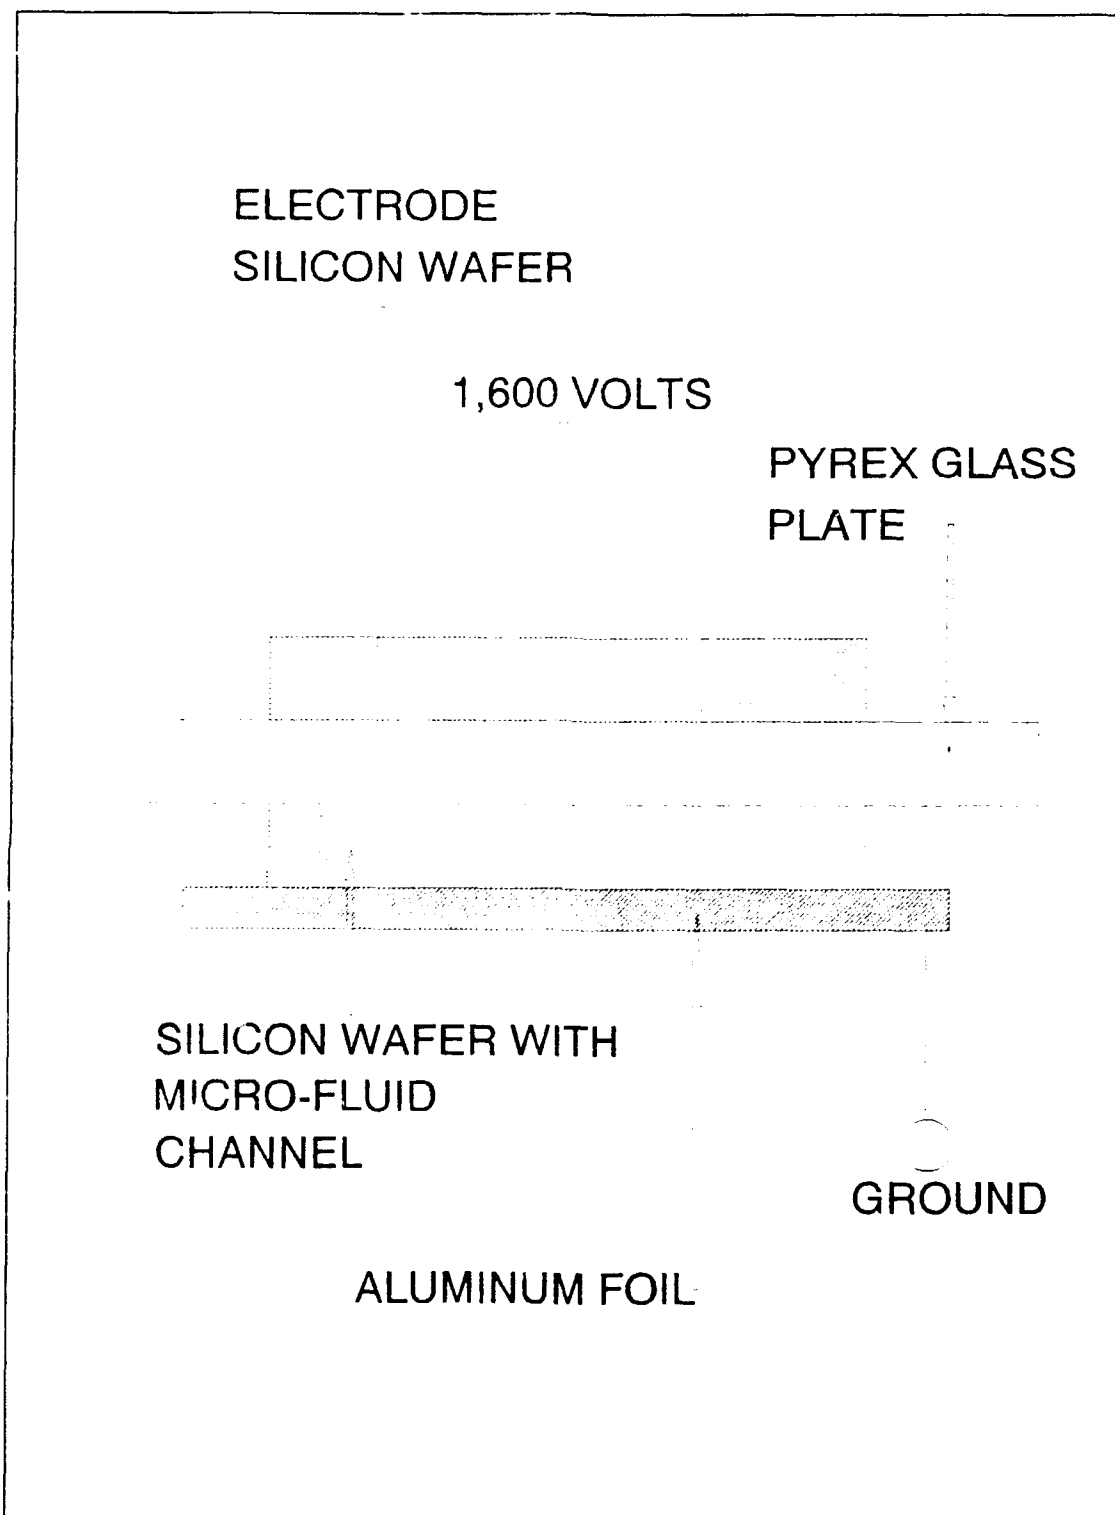 ELECTRODE
SILICON WAFER
1,600 VOLTS
PYREX GLASS
PLATE
SILICON WAFER WITH
MICRO-FLUID
CHANNEL
GROUND
ALUMINUM FOIL